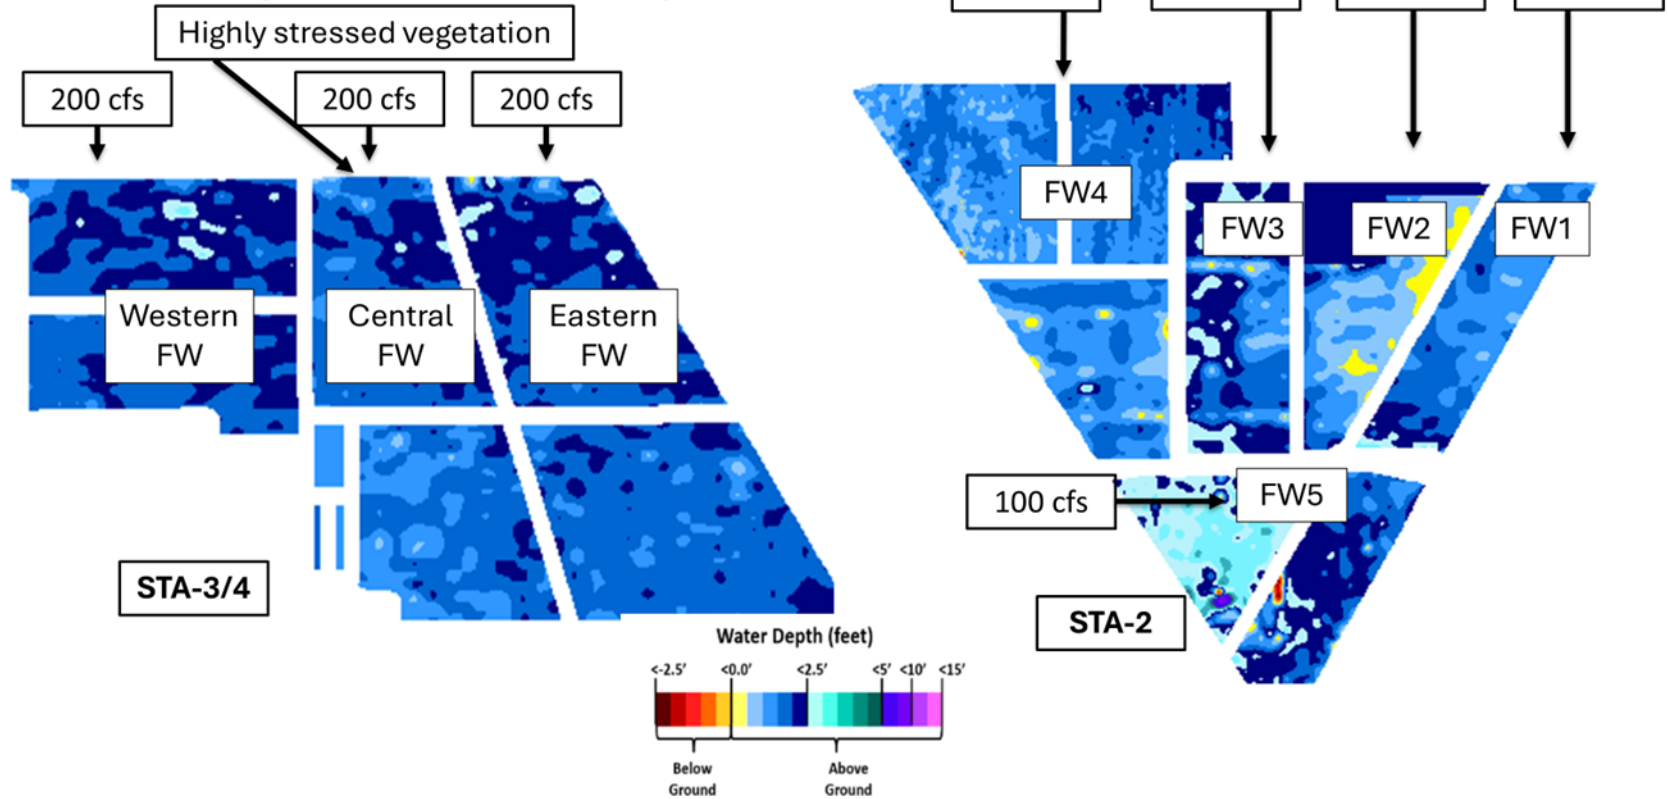 Highly stressed vegetation
200 cfs
200 cfs
200 cfs
Western
FW
Central
FW
Eastern
FW
STA-3/4
FW4
FW3
FW2
FW1
100 cfs
FW5
STA-2
Water Depth (feet)
<-2.5' <0.0' <2.5' <5' <10' <15'
Below
Ground
Above
Ground